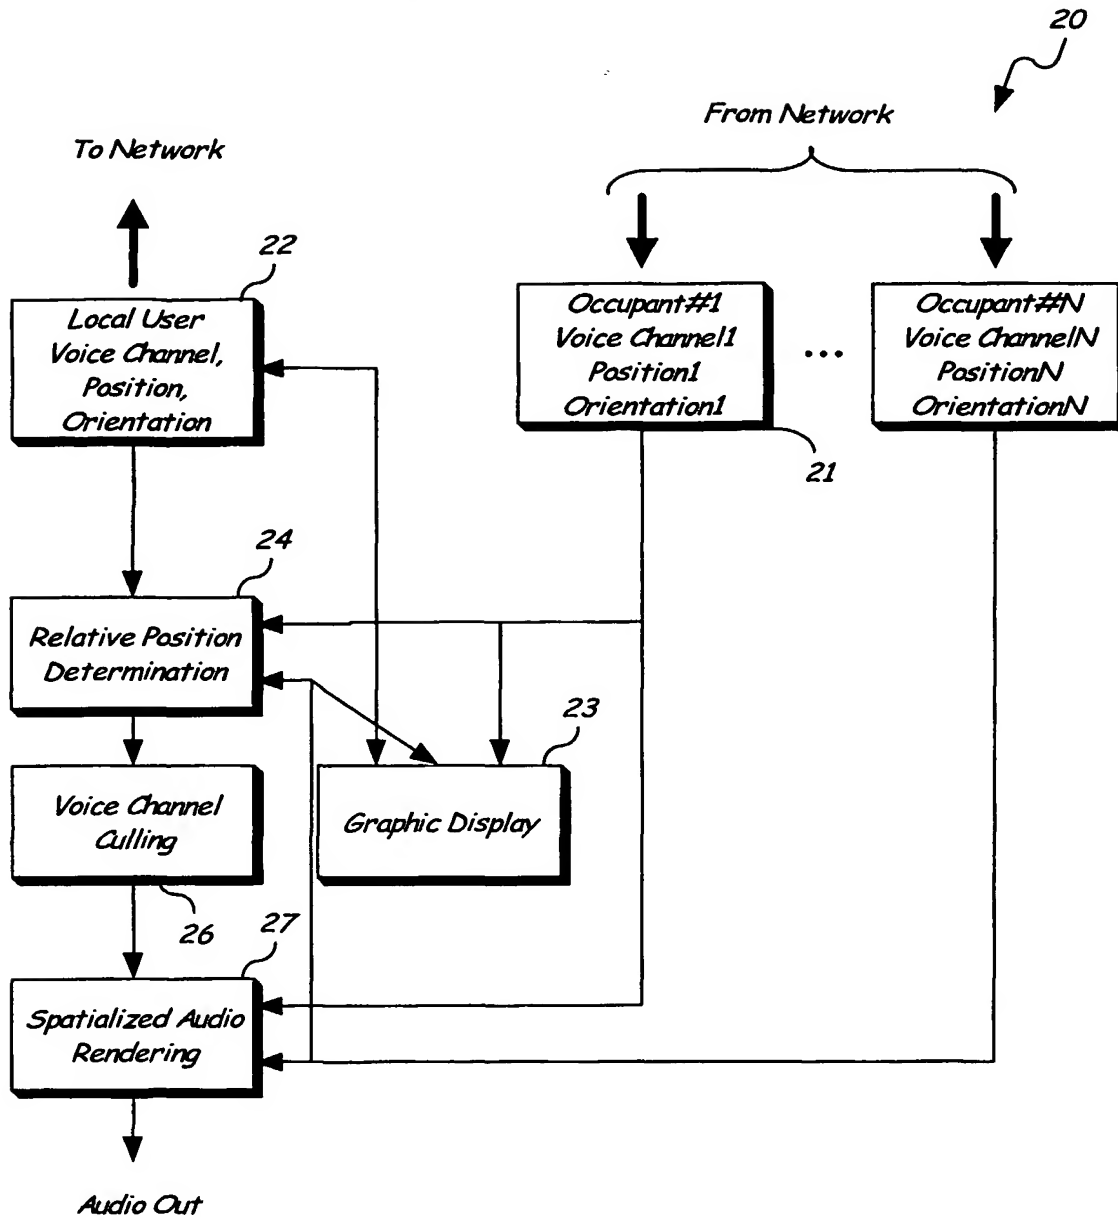 20
From Network
To Network
22
Local User
Voice Channel,
Position,
Orientation
Occupant#1
Voice Channel1
Position1
Orientation1
...
Occupant#N
Voice ChannelN
PositionN
OrientationN
21
24
Relative Position
Determination
23
Voice Channel
Culling
Graphic Display
26
27
Spatialized Audio
Rendering
Audio Out